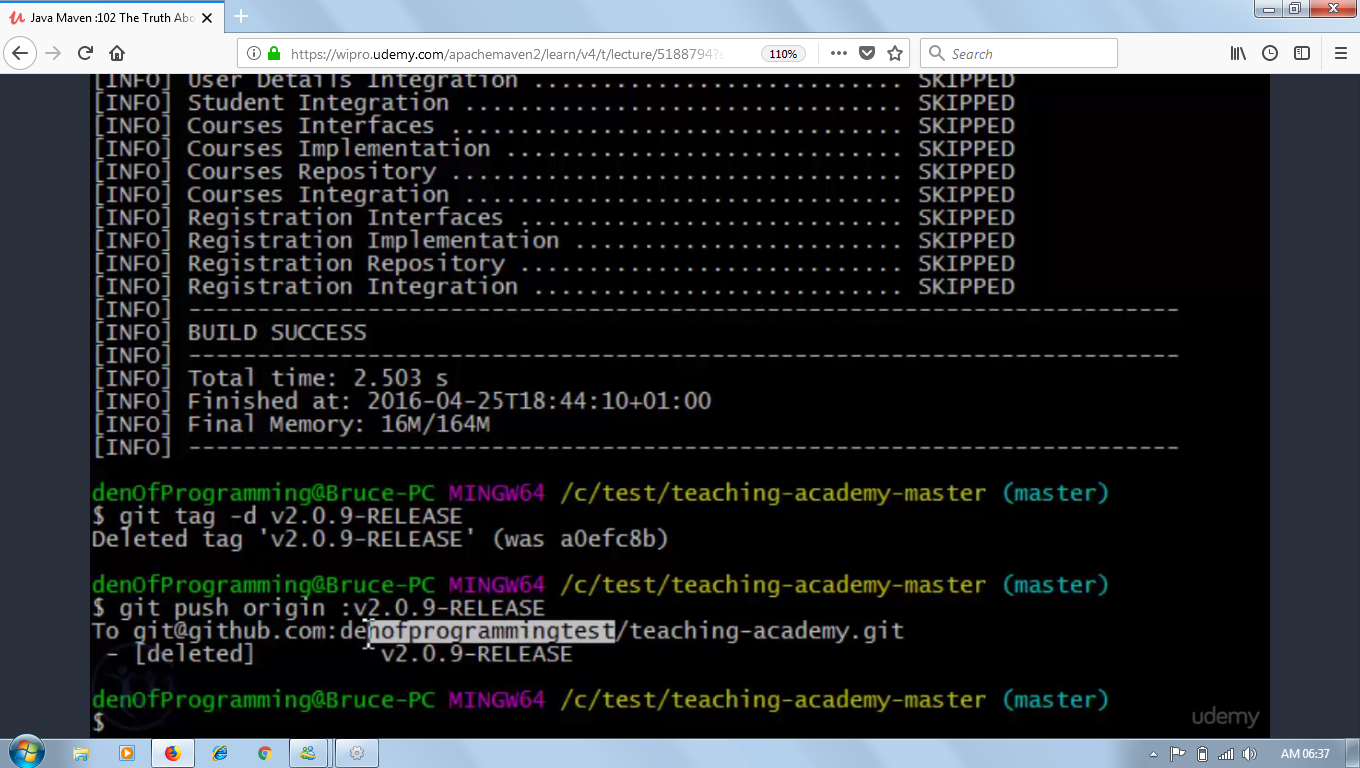 Java Maven :102 The Truth Abo
https://wipro.udemy.com/apachemaven2/learn/v4/t/lecture/5188794?s
110%
Search
[INFO] User Details Integration ........................... SKIPPED
[INFO] Student Integration ................................ SKIPPED
[INFO] Courses Interfaces ................................. SKIPPED
[INFO] Courses Implementation ............................. SKIPPED
[INFO] Courses Repository ................................. SKIPPED
[INFO] Courses Integration ................................ SKIPPED
[INFO] Registration Interfaces ............................ SKIPPED
[INFO] Registration Implementation ........................ SKIPPED
[INFO] Registration Repository ............................ SKIPPED
[INFO] Registration Integration ........................... SKIPPED
[INFO] ------------------------------------------------------------------------
[INFO] BUILD SUCCESS
[INFO] ------------------------------------------------------------------------
[INFO] Total time: 2.503 s
[INFO] Finished at: 2016-04-25T18:44:10+01:00
[INFO] Final Memory: 16M/164M
[INFO] ------------------------------------------------------------------------
denOfProgramming@Bruce-PC MINGW64 /c/test/teaching-academy-master (master)
$ git tag -d v2.0.9-RELEASE
Deleted tag 'v2.0.9-RELEASE' (was a0efc8b)
denOfProgramming@Bruce-PC MINGW64 /c/test/teaching-academy-master (master)
$ git push origin :v2.0.9-RELEASE
To git@github.com:denofprogrammingtest/teaching-academy.git
- [deleted] v2.0.9-RELEASE
denOfProgramming@Bruce-PC MINGW64 /c/test/teaching-academy-master (master)
$
udemy
AM 06:37